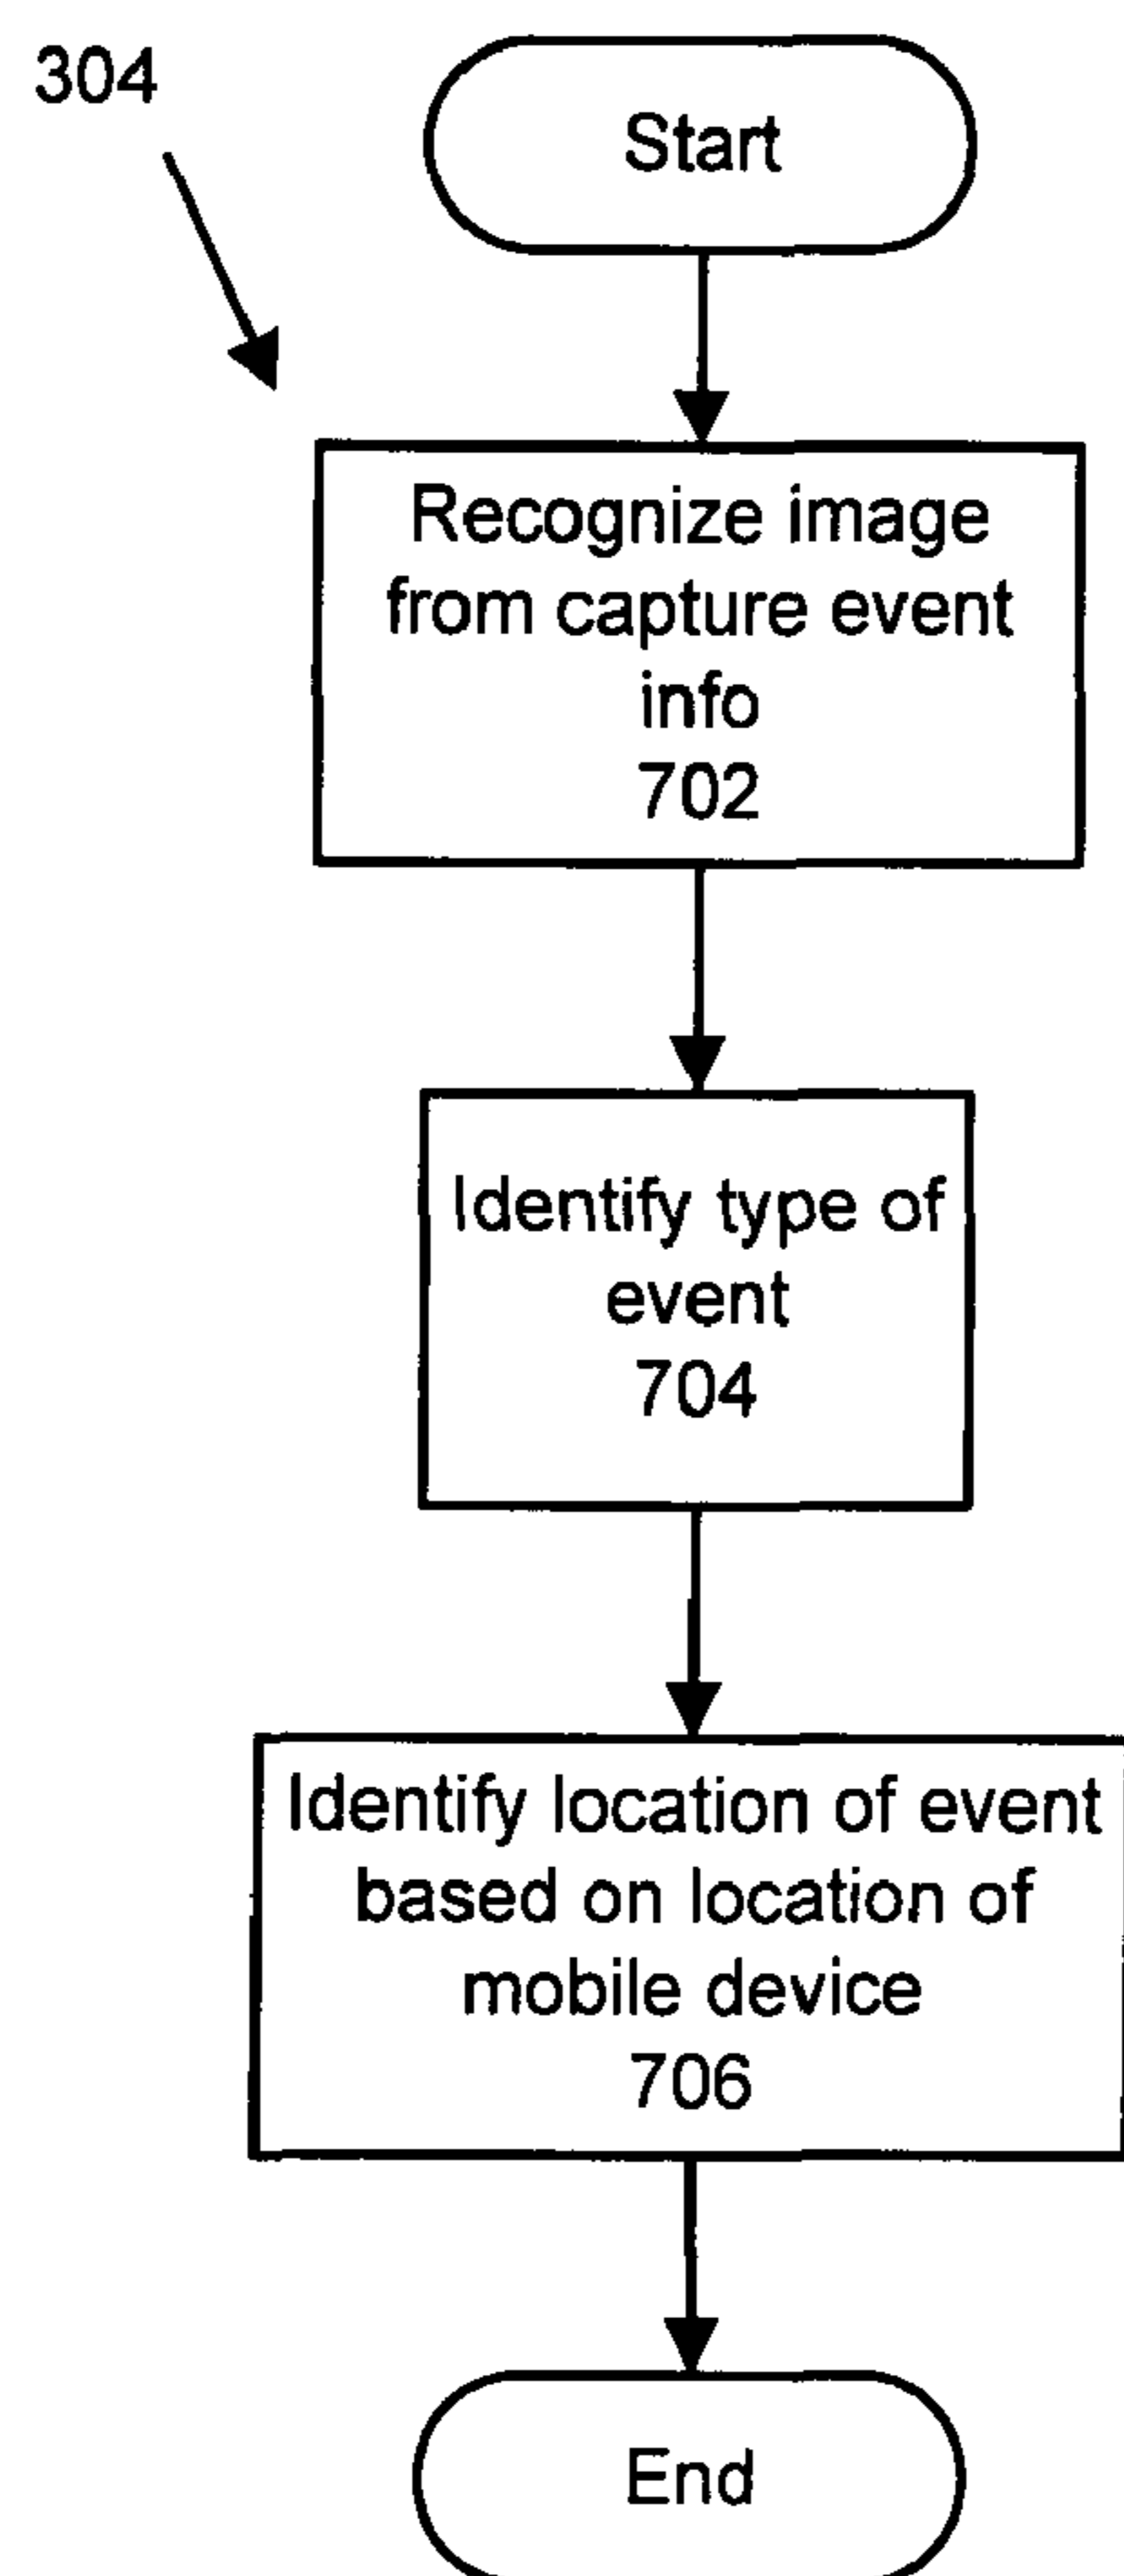 304
Start
Recognize image
from capture event
info
702
Identify type of
event
704
Identify location of event
based on location of
mobile device
706
End